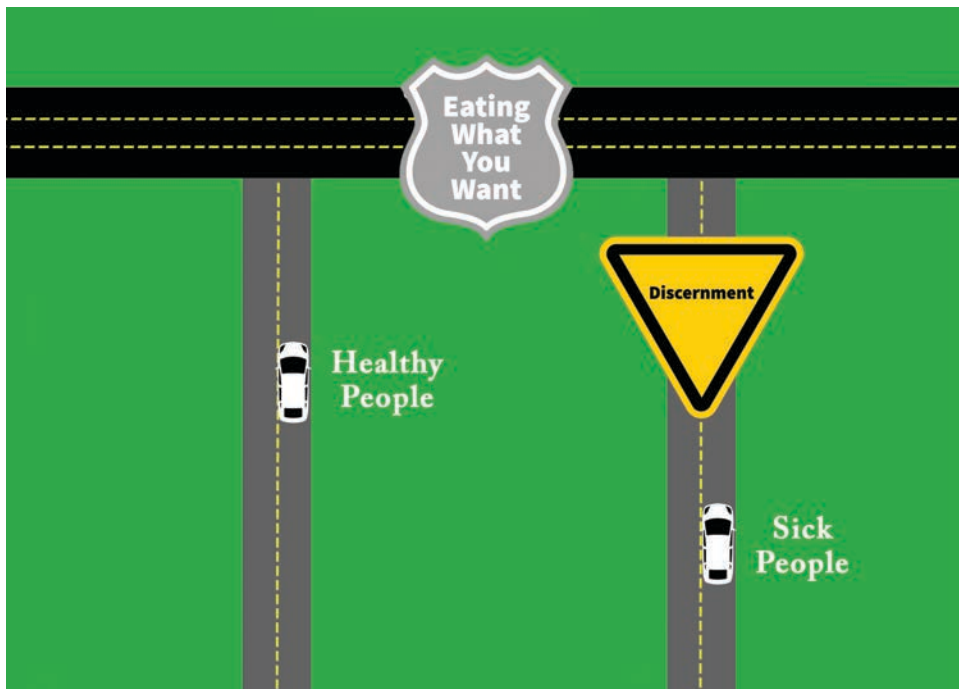 Eating
What
You
Want
Discernment
Healthy
People
Sick
People